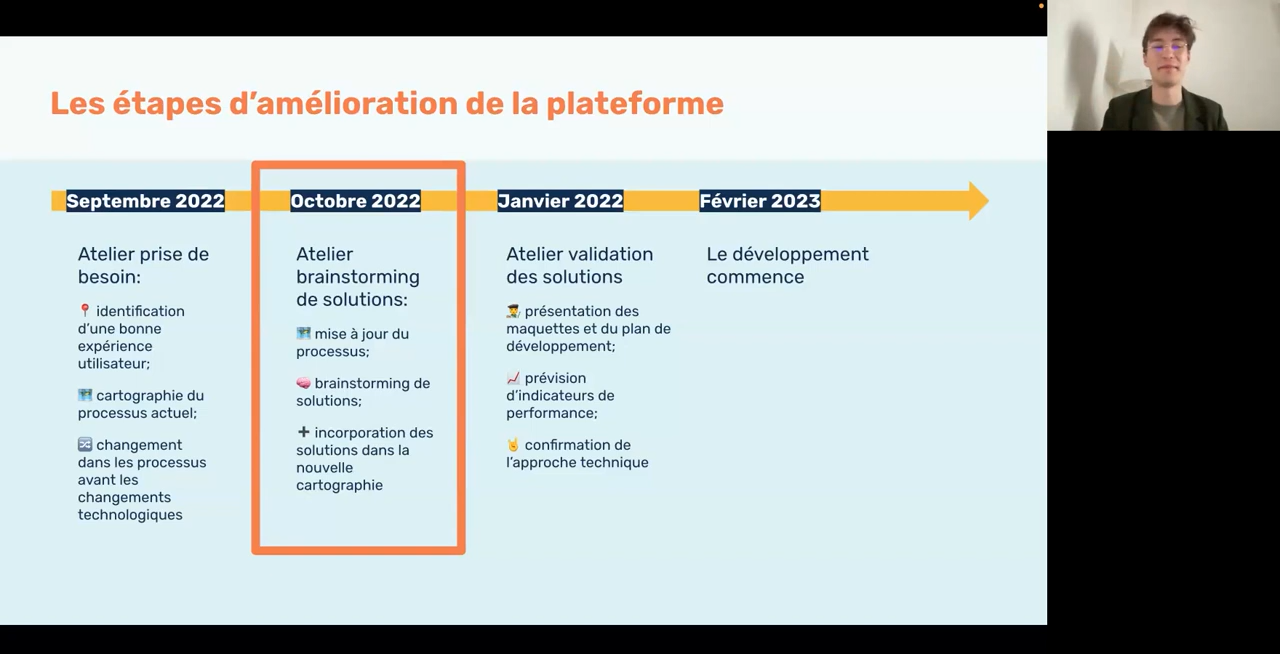 Les étapes d’amélioration de la plateforme
Septembre 2022
Octobre 2022
Janvier 2022
Février 2023
Atelier prise de
besoin:
📍 identification
d’une bonne
expérience
utilisateur;
🗺️ cartographie du
processus actuel;
🔀 changement
dans les processus
avant les
changements
technologiques
Atelier
brainstorming
de solutions:
🗺️ mise à jour du
processus;
🧠 brainstorming de
solutions;
➕ incorporation des
solutions dans la
nouvelle
cartographie
Atelier validation
des solutions
👩‍🎨 présentation des
maquettes et du plan de
développement;
📈 prévision
d’indicateurs de
performance;
🤘 confirmation de
l’approche technique
Le développement
commence